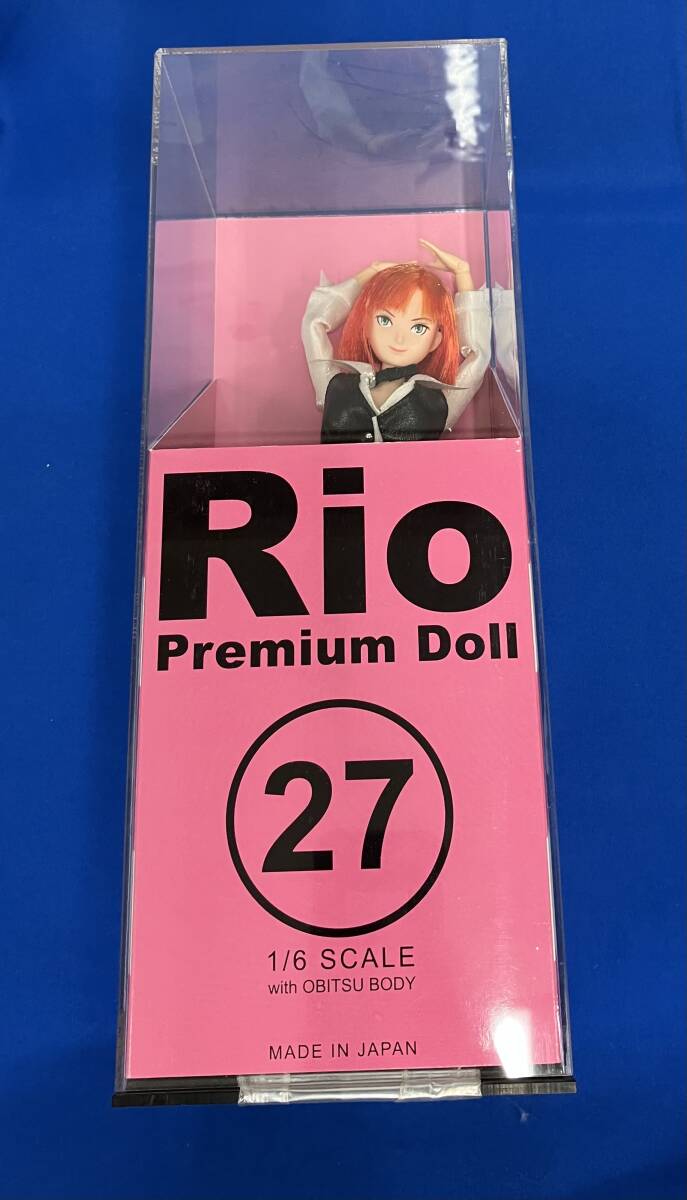 Rio
Premium Doll
27
1/6 SCALE
with OBITSU BODY
MADE IN JAPAN